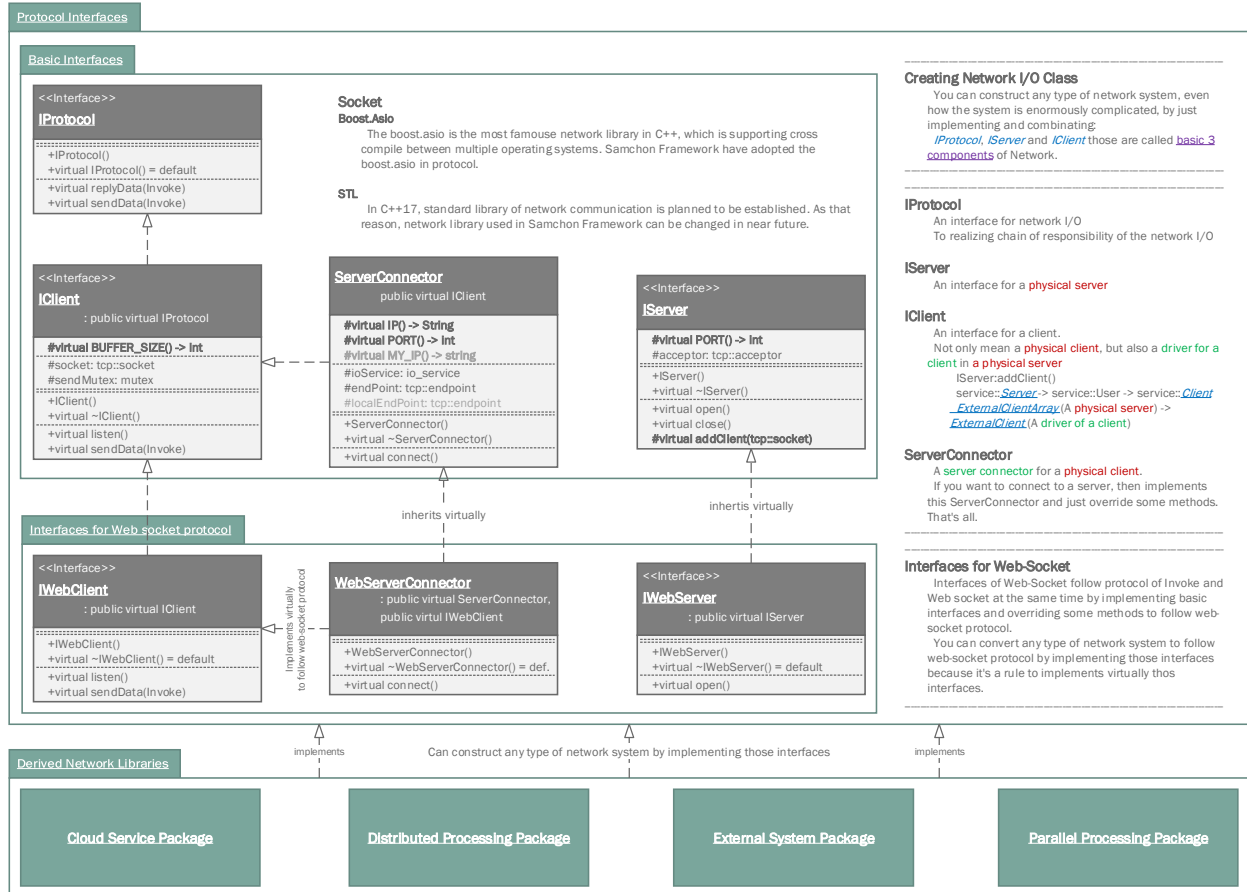 Protocol Interfaces
Basic Interfaces
<<Interface>>
IProtocol
+IProtocol()
+virtual IProtocol() = default
+virtual replyData(Invoke)
+virtual sendData(Invoke)
Socket
Boost.Asio
The boost.asio is the most famouse network library in C++, which is supporting cross
compile between multiple operating systems. Samchon Framework have adopted the
boost.asio in protocol.
STL
In C++17, standard library of network communication is planned to be established. As that
reason, network library used in Samchon Framework can be changed in near future.
<<Interface>>
IClient
: public virtual IProtocol
#virtual BUFFER_SIZE() -> Int
#socket: tcp::socket
#sendMutex: mutex
+IClient()
+virtual ~IClient()
+virtual listen()
+virtual sendData(Invoke)
ServerConnector
public virtual IClient
#virtual IP() -> String
#virtual PORT() -> Int
#virtual MY_IP() -> string
#ioService: io_service
#endPoint: tcp::endpoint
#localEndPoint: tcp::endpoint
+ServerConnector()
+virtual ~ServerConnector()
+virtual connect()
<<Interface>>
IServer
#virtual PORT() -> Int
#acceptor: tcp::acceptor
+IServer()
+virtual ~IServer()
+virtual open()
+virtual close()
#virtual addClient(tcp::socket)
inherits virtually
inhertis virtually
Interfaces for Web socket protocol
<<Interface>>
IWebClient
: public virtual IClient
+IWebClient()
+virtual ~IWebClient() = default
+virtual listen()
+virtual sendData(Invoke)
Implements virtually
to follow web-socket protocol
WebServerConnector
: public virtual ServerConnector,
public virtul IWebClient
+WebServerConnector()
+virtual ~WebServerConnector() = def.
+virtual connect()
<<Interface>>
IWebServer
: public virtual IServer
+IWebServer()
+virtual ~IWebServer() = default
+virtual open()
Creating Network I/O Class
You can construct any type of network system, even
how the system is enormously complicated, by just
implementing and combinating:
IProtocol, IServer and IClient those are called basic 3
components of Network.
IProtocol
An interface for network I/O
To realizing chain of responsibility of the network I/O
IServer
An interface for a physical server
IClient
An interface for a client.
Not only mean a physical client, but also a driver for a
client in a physical server
IServer:addClient()
service::Server -> service::User -> service::Client
ExternalClientArray (A physical server) ->
ExternalClient (A driver of a client)
ServerConnector
A server connector for a physical client.
If you want to connect to a server, then implements
this ServerConnector and just override some methods.
That's all.
Interfaces for Web-Socket
Interfaces of Web-Socket follow protocol of Invoke and
Web socket at the same time by implementing basic
interfaces and overriding some methods to follow web-
socket protocol.
You can convert any type of network system to follow
web-socket protocol by implementing those interfaces
because it's a rule to implements virtually thos
interfaces.
implements
Can construct any type of network system by implementing those interfaces
implements
Derived Network Libraries
Cloud Service Package
Distributed Processing Package
External System Package
Parallel Processing Package